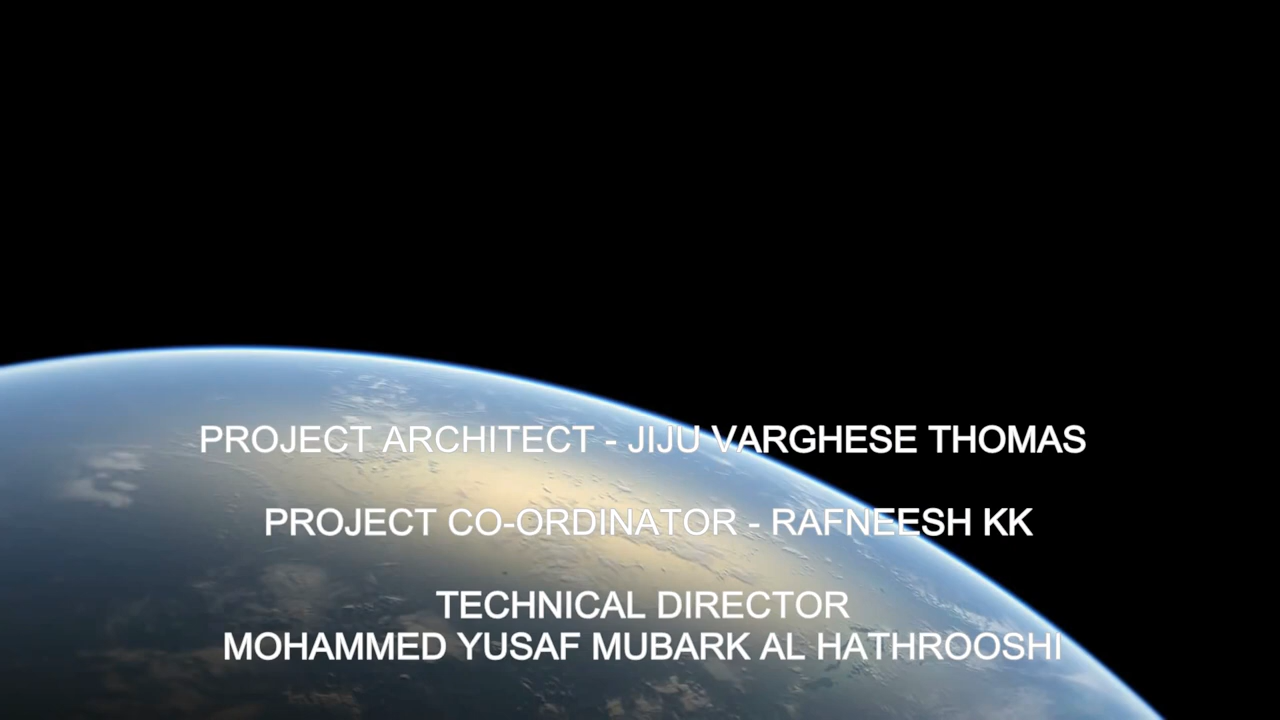 PROJECT ARCHITECT - JIJU VARGHESE THOMAS
PROJECT CO-ORDINATOR - RAFNEESH KK
TECHNICAL DIRECTOR
MOHAMMED YUSAF MUBARK AL HATHROOSHI